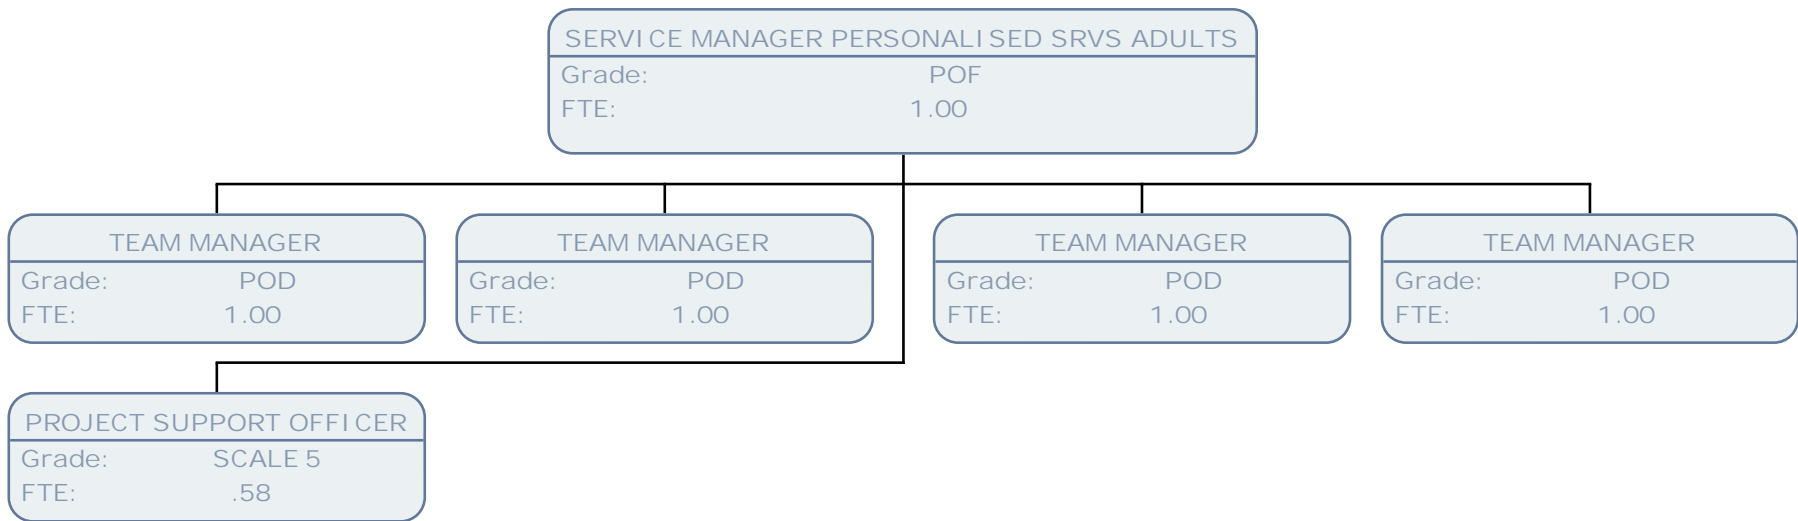 SERVICE MANAGER PERSONALISED SRVS ADULTS
Grade: POF
FTE: 1.00
TEAM MANAGER
Grade: POD
FTE: 1.00
TEAM MANAGER
Grade: POD
FTE: 1.00
TEAM MANAGER
Grade: POD
FTE: 1.00
TEAM MANAGER
Grade: POD
FTE: 1.00
PROJECT SUPPORT OFFICER
Grade: SCALE 5
FTE: .58